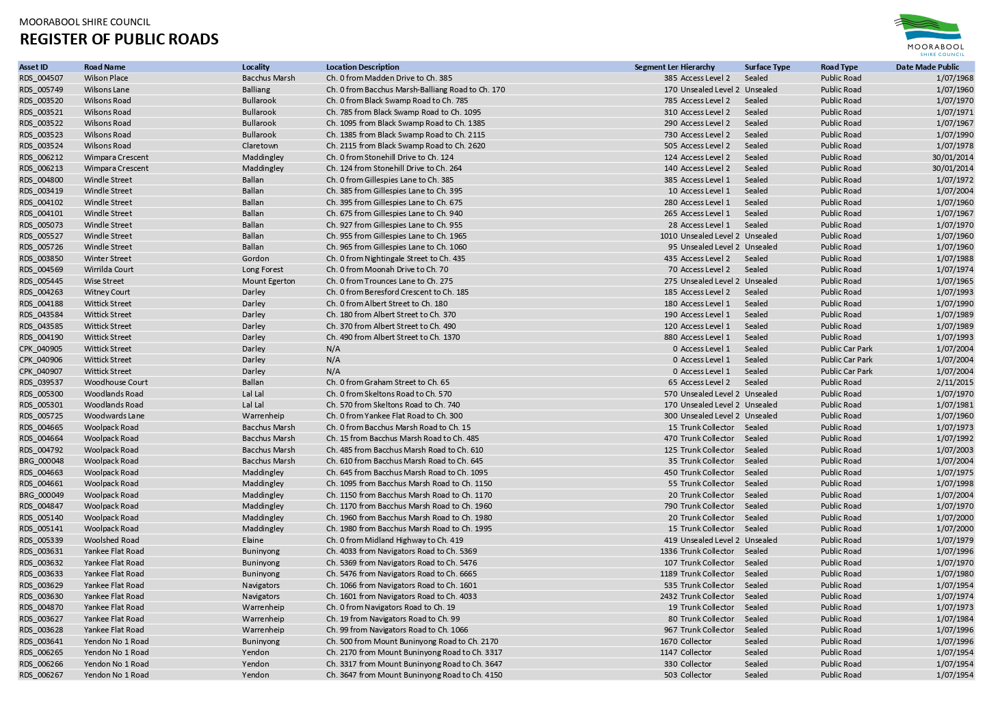 MOORABOOL SHIRE COUNCIL
REGISTER OF PUBLIC ROADS
MOORABOOL
SHIRE COUNCIL
Asset ID Road Name Locality Location Description Segment Len Hierarchy Surface Type Road Type Date Made Public
RDS_004507 Wilson Place Bacchus Marsh Ch. 0 from Madden Drive to Ch. 385 385 Access Level 2 Sealed Public Road 1/07/1968
RDS_005749 Wilsons Lane Balliang Ch. 0 from Bacchus Marsh-Balliang Road to Ch. 170 170 Unsealed Level 2 Unsealed Public Road 1/07/1960
RDS_003520 Wilsons Road Bullarook Ch. 0 from Black Swamp Road to Ch. 785 785 Access Level 2 Sealed Public Road 1/07/1970
RDS_003521 Wilsons Road Bullarook Ch. 785 from Black Swamp Road to Ch. 1095 310 Access Level 2 Sealed Public Road 1/07/1971
RDS_003522 Wilsons Road Bullarook Ch. 1095 from Black Swamp Road to Ch. 1385 290 Access Level 2 Sealed Public Road 1/07/1967
RDS_003523 Wilsons Road Bullarook Ch. 1385 from Black Swamp Road to Ch. 2115 730 Access Level 2 Sealed Public Road 1/07/1990
RDS_003524 Wilsons Road Claretown Ch. 2115 from Black Swamp Road to Ch. 2620 505 Access Level 2 Sealed Public Road 1/07/1978
RDS_006212 Wimpara Crescent Maddingley Ch. 0 from Stonehill Drive to Ch. 124 124 Access Level 2 Sealed Public Road 30/01/2014
RDS_006213 Wimpara Crescent Maddingley Ch. 124 from Stonehill Drive to Ch. 264 140 Access Level 2 Sealed Public Road 30/01/2014
RDS_004800 Windle Street Ballan Ch. 0 from Gillespies Lane to Ch. 385 385 Access Level 1 Sealed Public Road 1/07/1972
RDS_003419 Windle Street Ballan Ch. 385 from Gillespies Lane to Ch. 395 10 Access Level 1 Sealed Public Road 1/07/2004
RDS_004102 Windle Street Ballan Ch. 395 from Gillespies Lane to Ch. 675 280 Access Level 1 Sealed Public Road 1/07/1960
RDS_004101 Windle Street Ballan Ch. 675 from Gillespies Lane to Ch. 940 265 Access Level 1 Sealed Public Road 1/07/1967
RDS_005073 Windle Street Ballan Ch. 927 from Gillespies Lane to Ch. 955 28 Access Level 1 Sealed Public Road 1/07/1970
RDS_005527 Windle Street Ballan Ch. 955 from Gillespies Lane to Ch. 1965 1010 Unsealed Level 2 Unsealed Public Road 1/07/1960
RDS_005726 Windle Street Ballan Ch. 965 from Gillespies Lane to Ch. 1060 95 Unsealed Level 2 Unsealed Public Road 1/07/1960
RDS_003850 Winter Street Gordon Ch. 0 from Nightingale Street to Ch. 435 435 Access Level 2 Sealed Public Road 1/07/1988
RDS_004569 Wirrilda Court Long Forest Ch. 0 from Moonah Drive to Ch. 70 70 Access Level 2 Sealed Public Road 1/07/1974
RDS_005445 Wise Street Mount Egerton Ch. 0 from Trounces Lane to Ch. 275 275 Unsealed Level 2 Unsealed Public Road 1/07/1965
RDS_004263 Witney Court Darley Ch. 0 from Beresford Crescent to Ch. 185 185 Access Level 2 Sealed Public Road 1/07/1993
RDS_004188 Wittick Street Darley Ch. 0 from Albert Street to Ch. 180 180 Access Level 1 Sealed Public Road 1/07/1990
RDS_043584 Wittick Street Darley Ch. 180 from Albert Street to Ch. 370 190 Access Level 1 Sealed Public Road 1/07/1989
RDS_043585 Wittick Street Darley Ch. 370 from Albert Street to Ch. 490 120 Access Level 1 Sealed Public Road 1/07/1989
RDS_004190 Wittick Street Darley Ch. 490 from Albert Street to Ch. 1370 880 Access Level 1 Sealed Public Road 1/07/1993
CPK_040905 Wittick Street Darley N/A 0 Access Level 1 Sealed Public Car Park 1/07/2004
CPK_040906 Wittick Street Darley N/A 0 Access Level 1 Sealed Public Car Park 1/07/2004
CPK_040907 Wittick Street Darley N/A 0 Access Level 1 Sealed Public Car Park 1/07/2004
RDS_039537 Woodhouse Court Ballan Ch. 0 from Graham Street to Ch. 65 65 Access Level 2 Sealed Public Road 2/11/2015
RDS_005300 Woodlands Road Lal Lal Ch. 0 from Skeltons Road to Ch. 570 570 Unsealed Level 2 Unsealed Public Road 1/07/1970
RDS_005301 Woodlands Road Lal Lal Ch. 570 from Skeltons Road to Ch. 740 170 Unsealed Level 2 Unsealed Public Road 1/07/1981
RDS_005725 Woodwards Lane Warrenheip Ch. 0 from Yankee Flat Road to Ch. 300 300 Unsealed Level 2 Unsealed Public Road 1/07/1960
RDS_004665 Woolpack Road Bacchus Marsh Ch. 0 from Bacchus Marsh Road to Ch. 15 15 Trunk Collector Sealed Public Road 1/07/1973
RDS_004664 Woolpack Road Bacchus Marsh Ch. 15 from Bacchus Marsh Road to Ch. 485 470 Trunk Collector Sealed Public Road 1/07/1992
RDS_004792 Woolpack Road Bacchus Marsh Ch. 485 from Bacchus Marsh Road to Ch. 610 125 Trunk Collector Sealed Public Road 1/07/2003
BRG_000048 Woolpack Road Bacchus Marsh Ch. 610 from Bacchus Marsh Road to Ch. 645 35 Trunk Collector Sealed Public Road 1/07/2004
RDS_004663 Woolpack Road Maddingley Ch. 645 from Bacchus Marsh Road to Ch. 1095 450 Trunk Collector Sealed Public Road 1/07/1975
RDS_004661 Woolpack Road Maddingley Ch. 1095 from Bacchus Marsh Road to Ch. 1150 55 Trunk Collector Sealed Public Road 1/07/1998
BRG_000049 Woolpack Road Maddingley Ch. 1150 from Bacchus Marsh Road to Ch. 1170 20 Trunk Collector Sealed Public Road 1/07/2004
RDS_004847 Woolpack Road Maddingley Ch. 1170 from Bacchus Marsh Road to Ch. 1960 790 Trunk Collector Sealed Public Road 1/07/1970
RDS_005140 Woolpack Road Maddingley Ch. 1960 from Bacchus Marsh Road to Ch. 1980 20 Trunk Collector Sealed Public Road 1/07/2000
RDS_005141 Woolpack Road Maddingley Ch. 1980 from Bacchus Marsh Road to Ch. 1995 15 Trunk Collector Sealed Public Road 1/07/2000
RDS_005339 Woolshed Road Elaine Ch. 0 from Midland Highway to Ch. 419 419 Unsealed Level 2 Unsealed Public Road 1/07/1979
RDS_003631 Yankee Flat Road Buninyong Ch. 4033 from Navigators Road to Ch. 5369 1336 Trunk Collector Sealed Public Road 1/07/1996
RDS_003632 Yankee Flat Road Buninyong Ch. 5369 from Navigators Road to Ch. 5476 107 Trunk Collector Sealed Public Road 1/07/1970
RDS_003633 Yankee Flat Road Buninyong Ch. 5476 from Navigators Road to Ch. 6665 1189 Trunk Collector Sealed Public Road 1/07/1980
RDS_003629 Yankee Flat Road Navigators Ch. 1066 from Navigators Road to Ch. 1601 535 Trunk Collector Sealed Public Road 1/07/1954
RDS_003630 Yankee Flat Road Navigators Ch. 1601 from Navigators Road to Ch. 4033 2432 Trunk Collector Sealed Public Road 1/07/1974
RDS_004870 Yankee Flat Road Warrenheip Ch. 0 from Navigators Road to Ch. 19 19 Trunk Collector Sealed Public Road 1/07/1973
RDS_003627 Yankee Flat Road Warrenheip Ch. 19 from Navigators Road to Ch. 99 80 Trunk Collector Sealed Public Road 1/07/1984
RDS_003628 Yankee Flat Road Warrenheip Ch. 99 from Navigators Road to Ch. 1066 967 Trunk Collector Sealed Public Road 1/07/1996
RDS_003641 Yendon No 1 Road Buninyong Ch. 500 from Mount Buninyong Road to Ch. 2170 1670 Collector Sealed Public Road 1/07/1996
RDS_006265 Yendon No 1 Road Yendon Ch. 2170 from Mount Buninyong Road to Ch. 3317 1147 Collector Sealed Public Road 1/07/1954
RDS_006266 Yendon No 1 Road Yendon Ch. 3317 from Mount Buninyong Road to Ch. 3647 330 Collector Sealed Public Road 1/07/1954
RDS_006267 Yendon No 1 Road Yendon Ch. 3647 from Mount Buninyong Road to Ch. 4150 503 Collector Sealed Public Road 1/07/1954